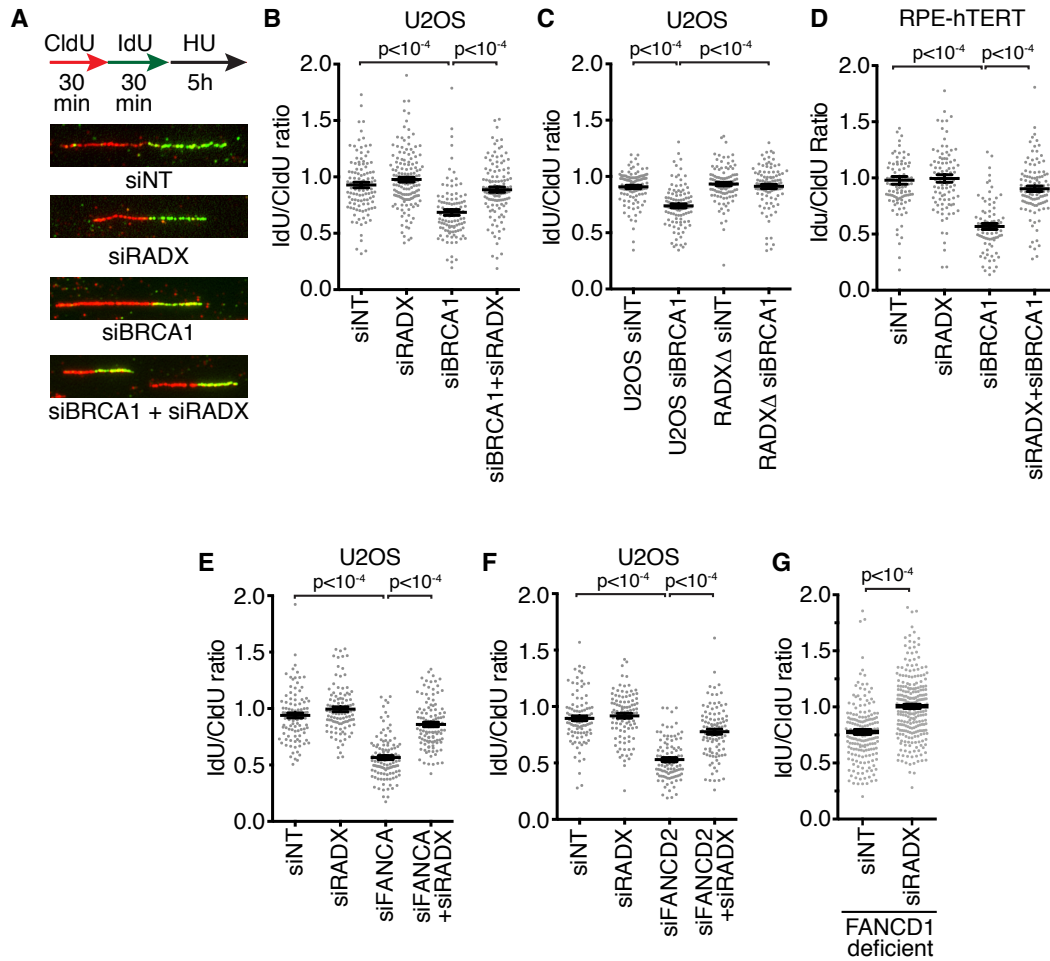 A
CldU IdU HU
30 min 30 min 5h
siNT
siRADX
siBRCA1
siBRCA1 + siRADX
B
U2OS
p<10-4 p<10-4
IdU/CldU ratio
2.0
1.5
1.0
0.5
0.0
siNT
siRADX
siBRCA1
siBRCA1+siRADX
C
U2OS
p<10-4 p<10-4
IdU/CldU ratio
2.0
1.5
1.0
0.5
0.0
U2OS siNT
U2OS siBRCA1
RADXΔ siNT
RADXΔ siBRCA1
D
RPE-hTERT
p<10-4 p<10-4
Idu/CldU Ratio
2.0
1.5
1.0
0.5
0.0
siNT
siRADX
siBRCA1
siRADX+siBRCA1
E
U2OS
p<10-4 p<10-4
IdU/CldU ratio
2.0
1.5
1.0
0.5
0.0
siNT
siRADX
siFANCA
siFANCA
+siRADX
F
U2OS
p<10-4 p<10-4
IdU/CldU ratio
2.0
1.5
1.0
0.5
0.0
siNT
siRADX
siFANCD2
siFANCD2
+siRADX
G
p<10-4
IdU/CldU ratio
2.0
1.5
1.0
0.5
0.0
siNT
siRADX
FANCD1
deficient